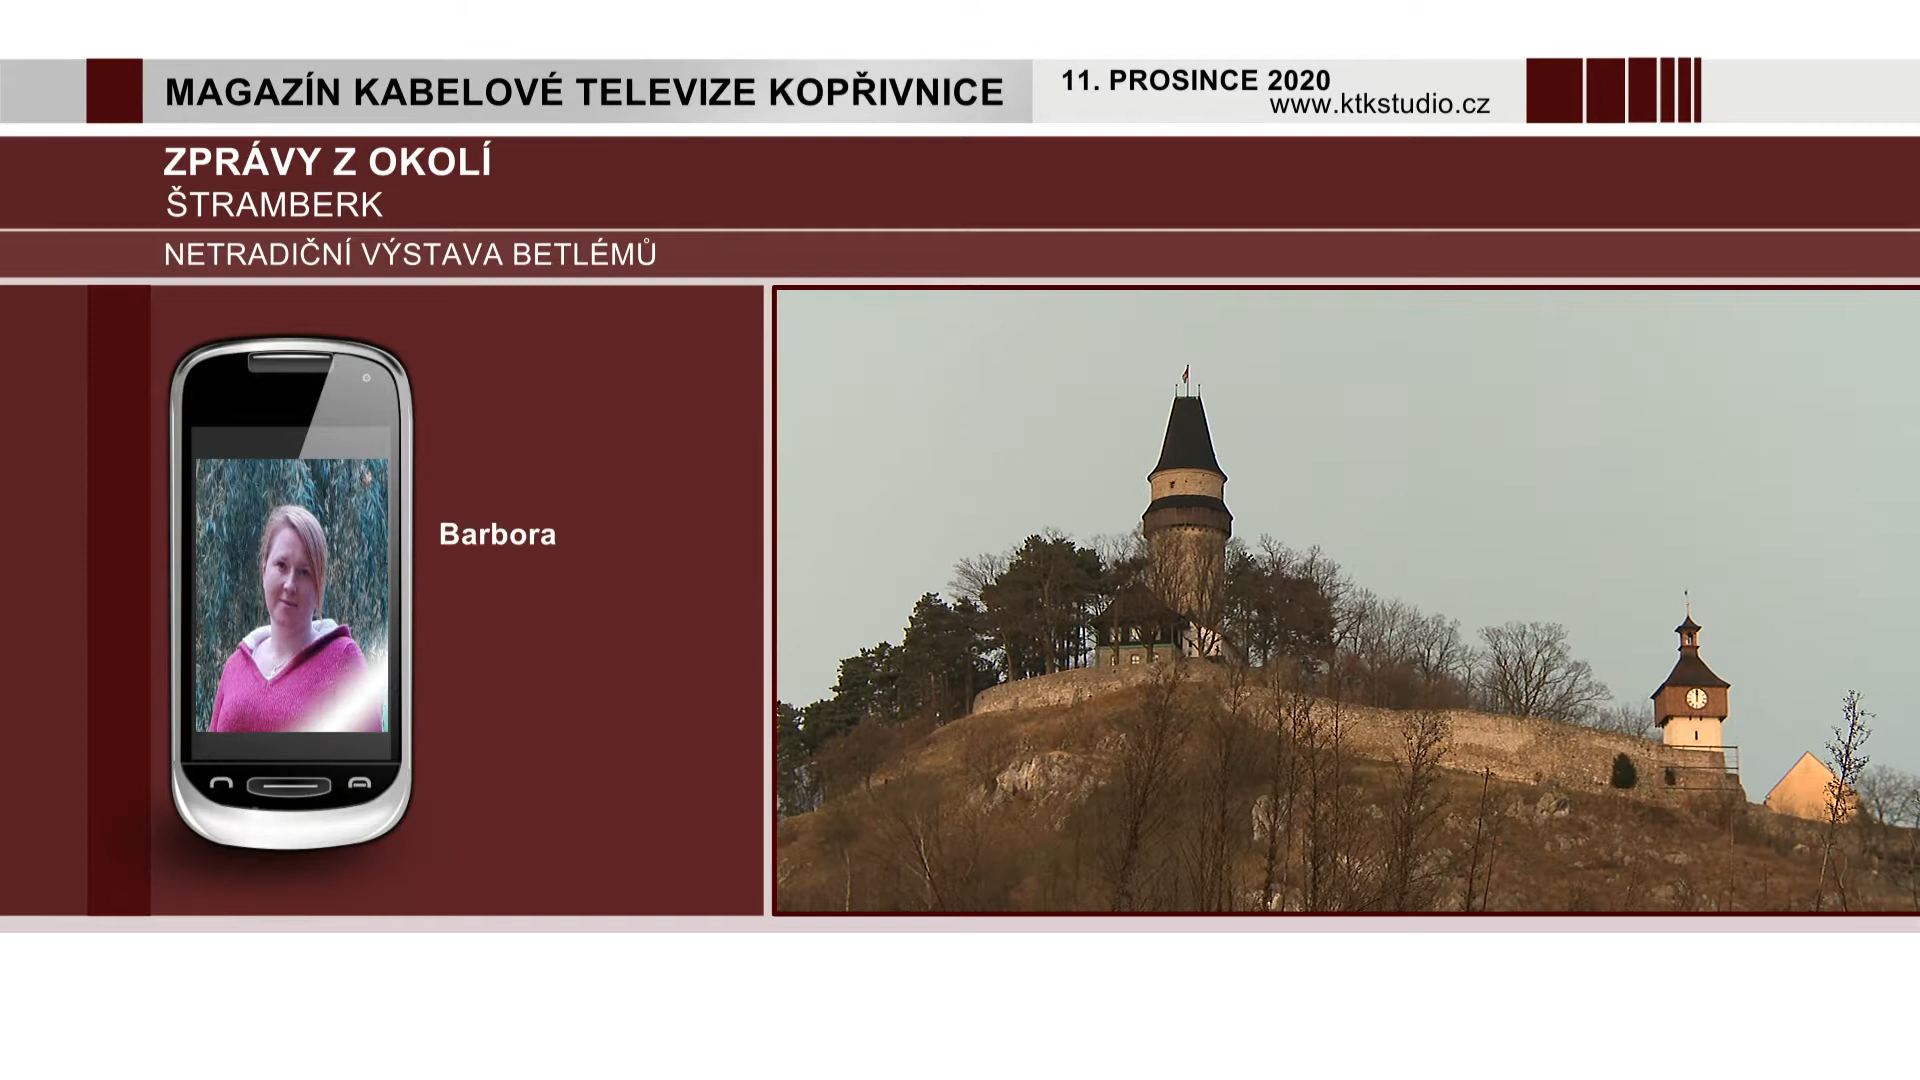 MAGAZÍN KABELOVÉ TELEVIZE KOPŘIVNICE
11. PROSINCE 2020
www.ktkstudio.cz
ZPRÁVY Z OKOLÍ
ŠTRAMBERK
NETRADIČNÍ VÝSTAVA BETLÉMŮ
Barbora